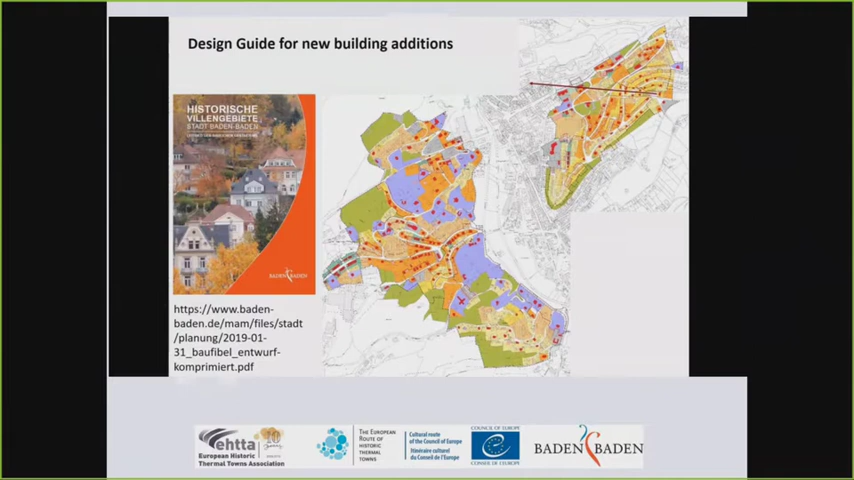 Design Guide for new building additions
HISTORISCHE
VILLENGEBIETE
STADT BADEN-BADEN
BADEN BADEN
https://www.baden-
baden.de/mam/files/stadt
/planung/2019-01-
31_baufibel_entwurf-
komprimiert.pdf
ehtta
European Historic
Thermal Towns Association
THE EUROPEAN
ROUTE OF
HISTORIC
THERMAL
TOWNS
Cultural route
of the Council of Europe
Itinéraire culturel
du Conseil de l'Europe
COUNCIL OF EUROPE
CONSEIL DE L'EUROPE
BADEN BADEN